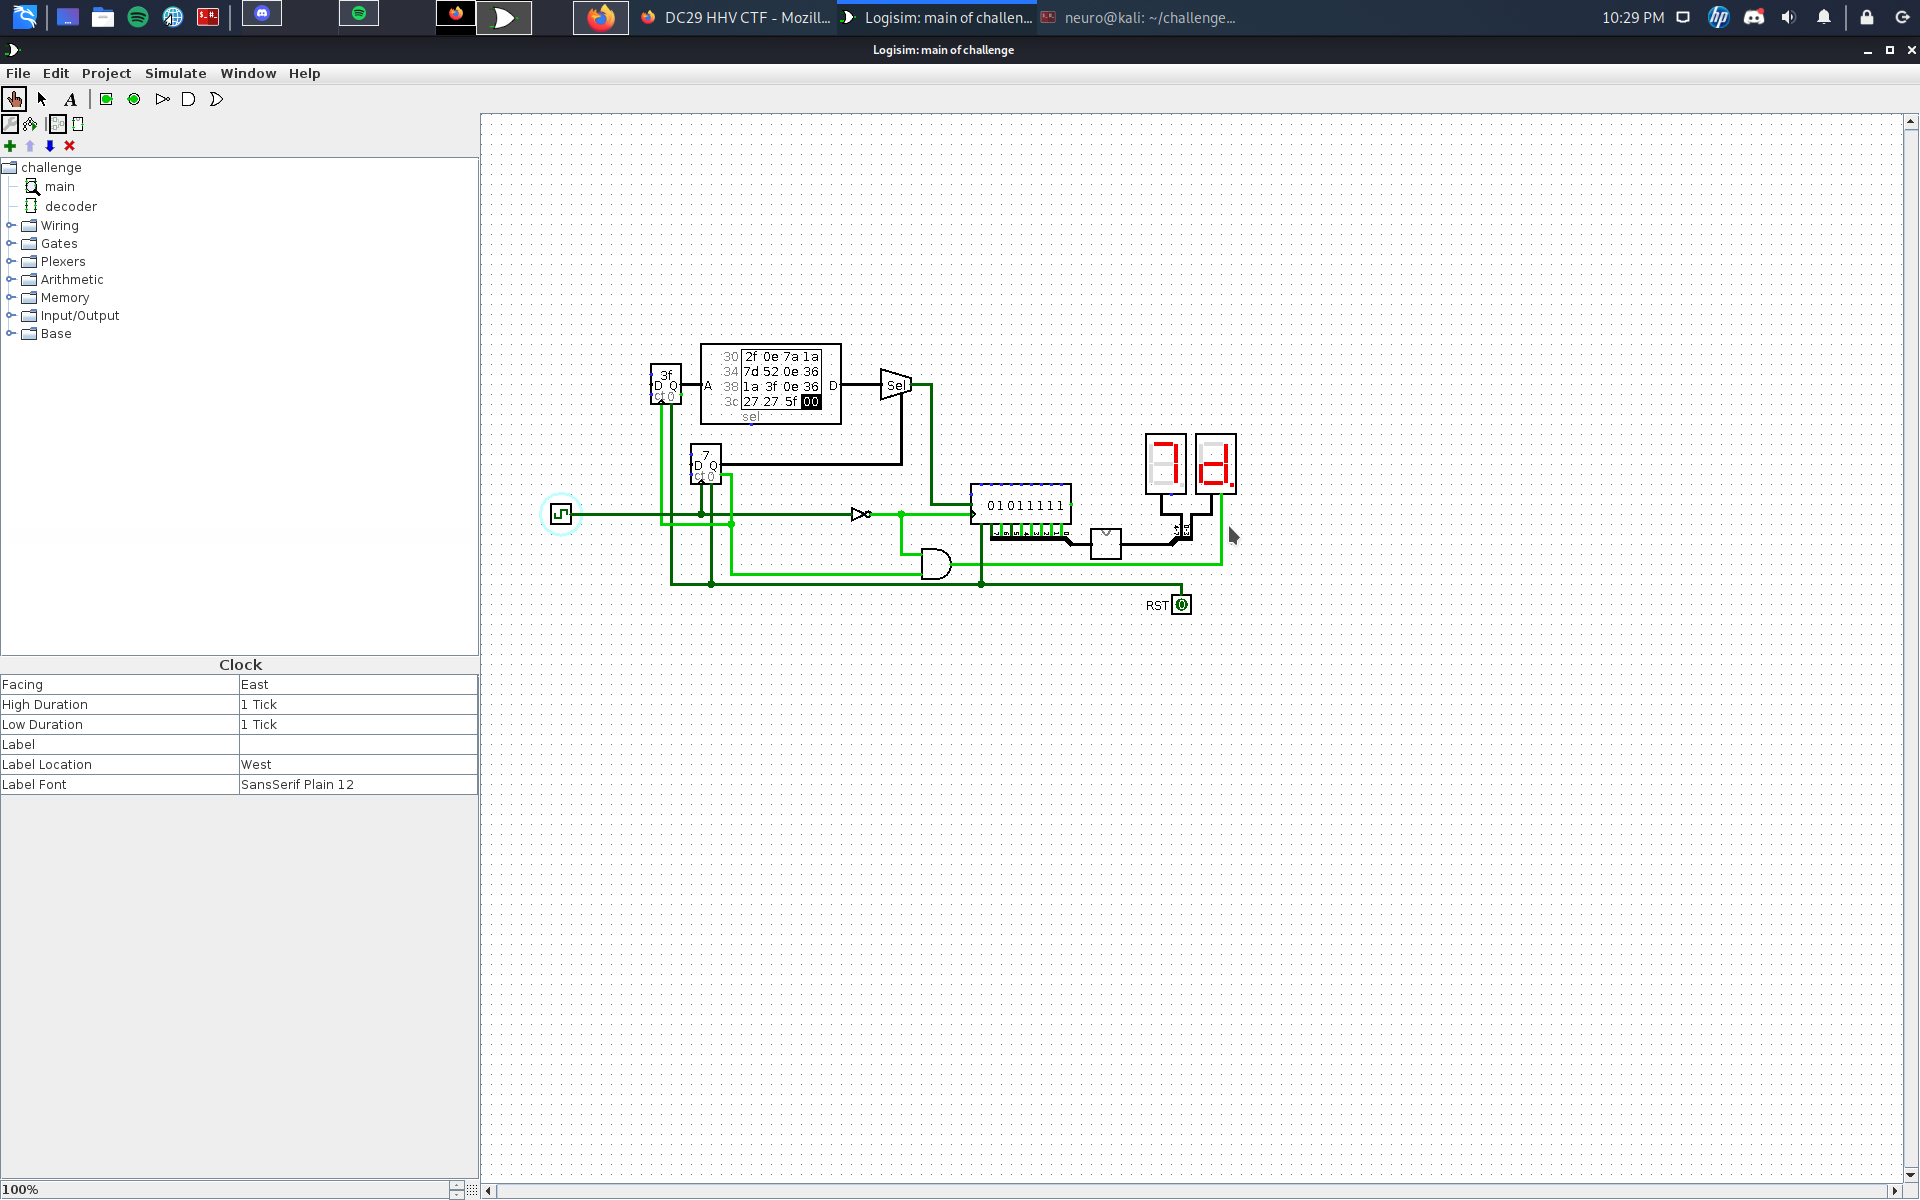 DC29 HHV CTF - Mozill...
Logisim: main of challen...
neuro@kali: ~/challenge...
10:29 PM
Logisim: main of challenge
File Edit Project Simulate Window Help
A
challenge
main
decoder
Wiring
Gates
Plexers
Arithmetic
Memory
Input/Output
Base
30 2f 0e 7a 1a
34 7d 52 0e 36
38 1a 3f 0e 36
3c 27 27 5f 00
sel
A
D
3f
D Q
ct 0
Sel
7
D Q
ct 0
01011111
7d.
RST 0
Clock
Facing East
High Duration 1 Tick
Low Duration 1 Tick
Label
Label Location West
Label Font SansSerif Plain 12
100%